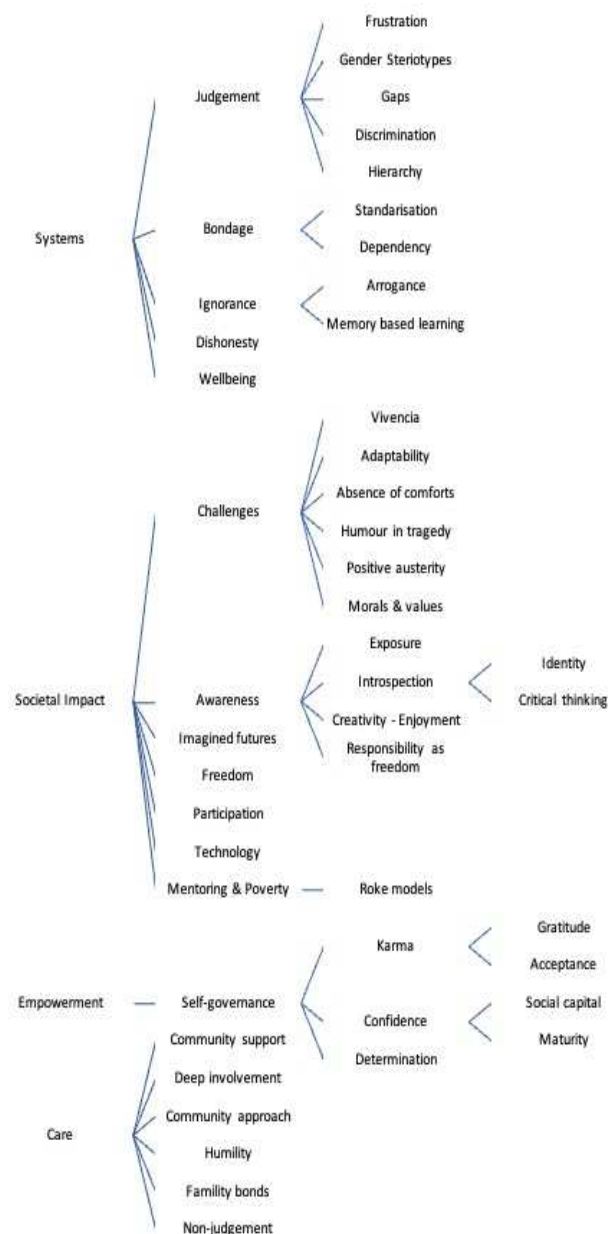 Frustration
Gender Steriotypes
Judgement
Gaps
Discrimination
Hierarchy
Standarisation
Systems
Bondage
Dependency
Arrogance
Ignorance
Memory based learning
Dishonesty
Wellbeing
Vivencia
Adaptability
Absence of comforts
Challenges
Humour in tragedy
Positive austerity
Morals & values
Exposure
Identity
Introspection
Societal Impact
Awareness
Critical thinking
Creativity - Enjoyment
Imagined futures
Responsibility as
freedom
Freedom
Participation
Technology
Mentoring & Poverty
Roke models
Gratitude
Karma
Acceptance
Empowerment
Self-governance
Social capital
Confidence
Community support
Maturity
Determination
Deep involvement
Community approach
Care
Humility
Famility bonds
Non-judgement